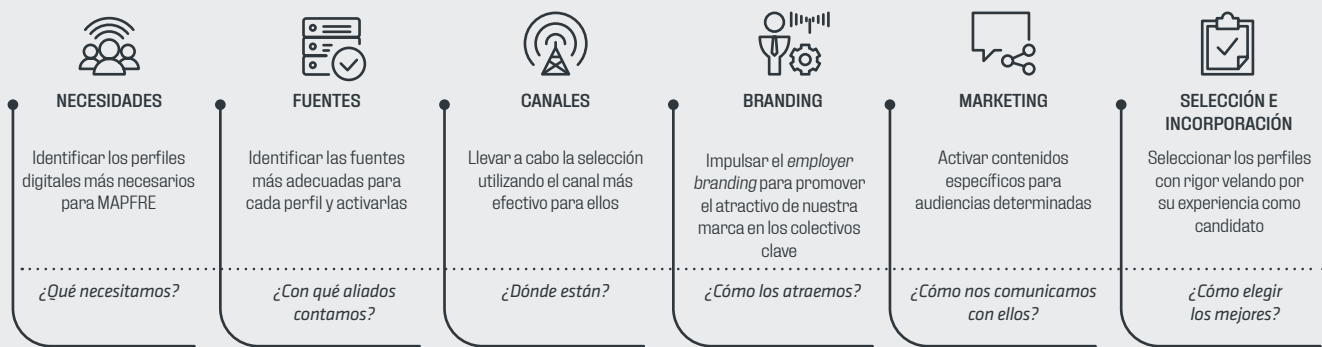 NECESIDADES
Identificar los perfiles
digitales más necesarios
para MAPFRE
¿Qué necesitamos?
FUENTES
Identificar las fuentes
más adecuadas para
cada perfil y activarlas
¿Con qué aliados
contamos?
CANALES
Llevar a cabo la selección
utilizando el canal más
efectivo para ellos
¿Dónde están?
BRANDING
Impulsar el employer
branding para promover
el atractivo de nuestra
marca en los colectivos
clave
¿Cómo los atraemos?
MARKETING
Activar contenidos
específicos para
audiencias determinadas
¿Cómo nos comunicamos
con ellos?
SELECCIÓN E
INCORPORACIÓN
Seleccionar los perfiles
con rigor velando por
su experiencia como
candidato
¿Cómo elegir
los mejores?